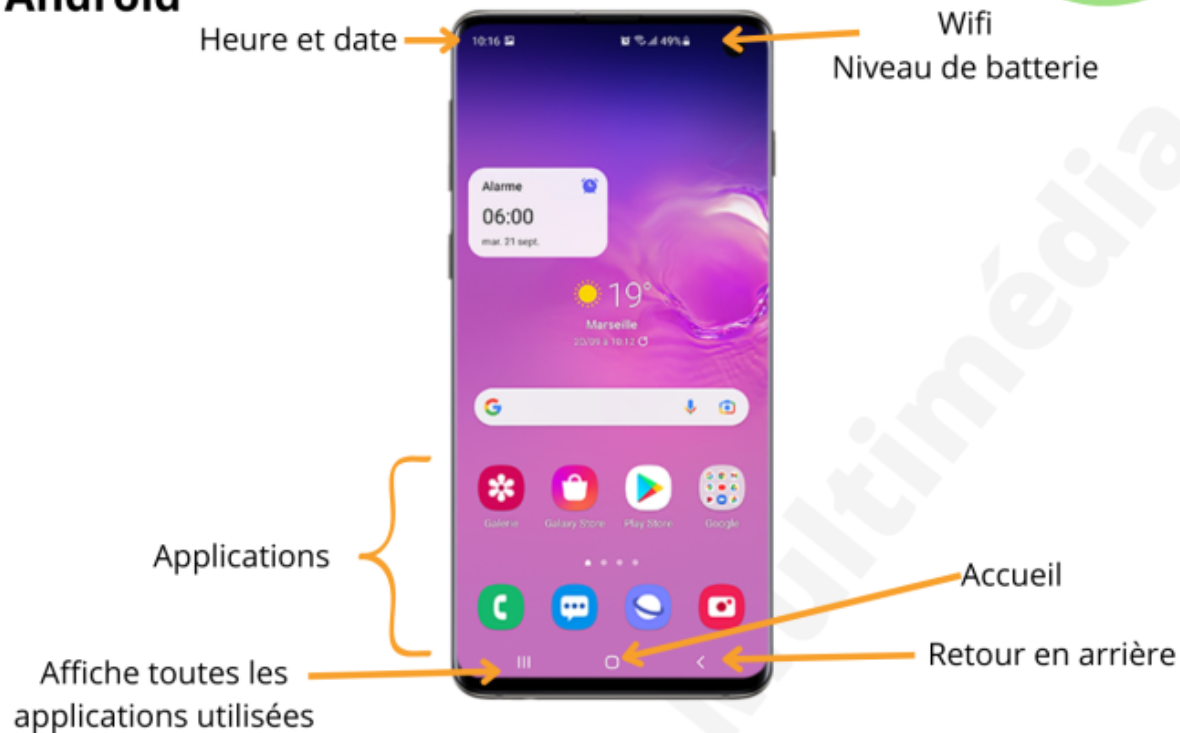 Android
Heure et date
Wifi
Niveau de batterie
10:16
49%
Alarme
06:00
mar. 21 sept.
19°
Marseille
20/09 à 10:12
G
Galerie
Galaxy Store
Play Store
Google
Applications
Accueil
Retour en arrière
Affiche toutes les
applications utilisées
ultimédia